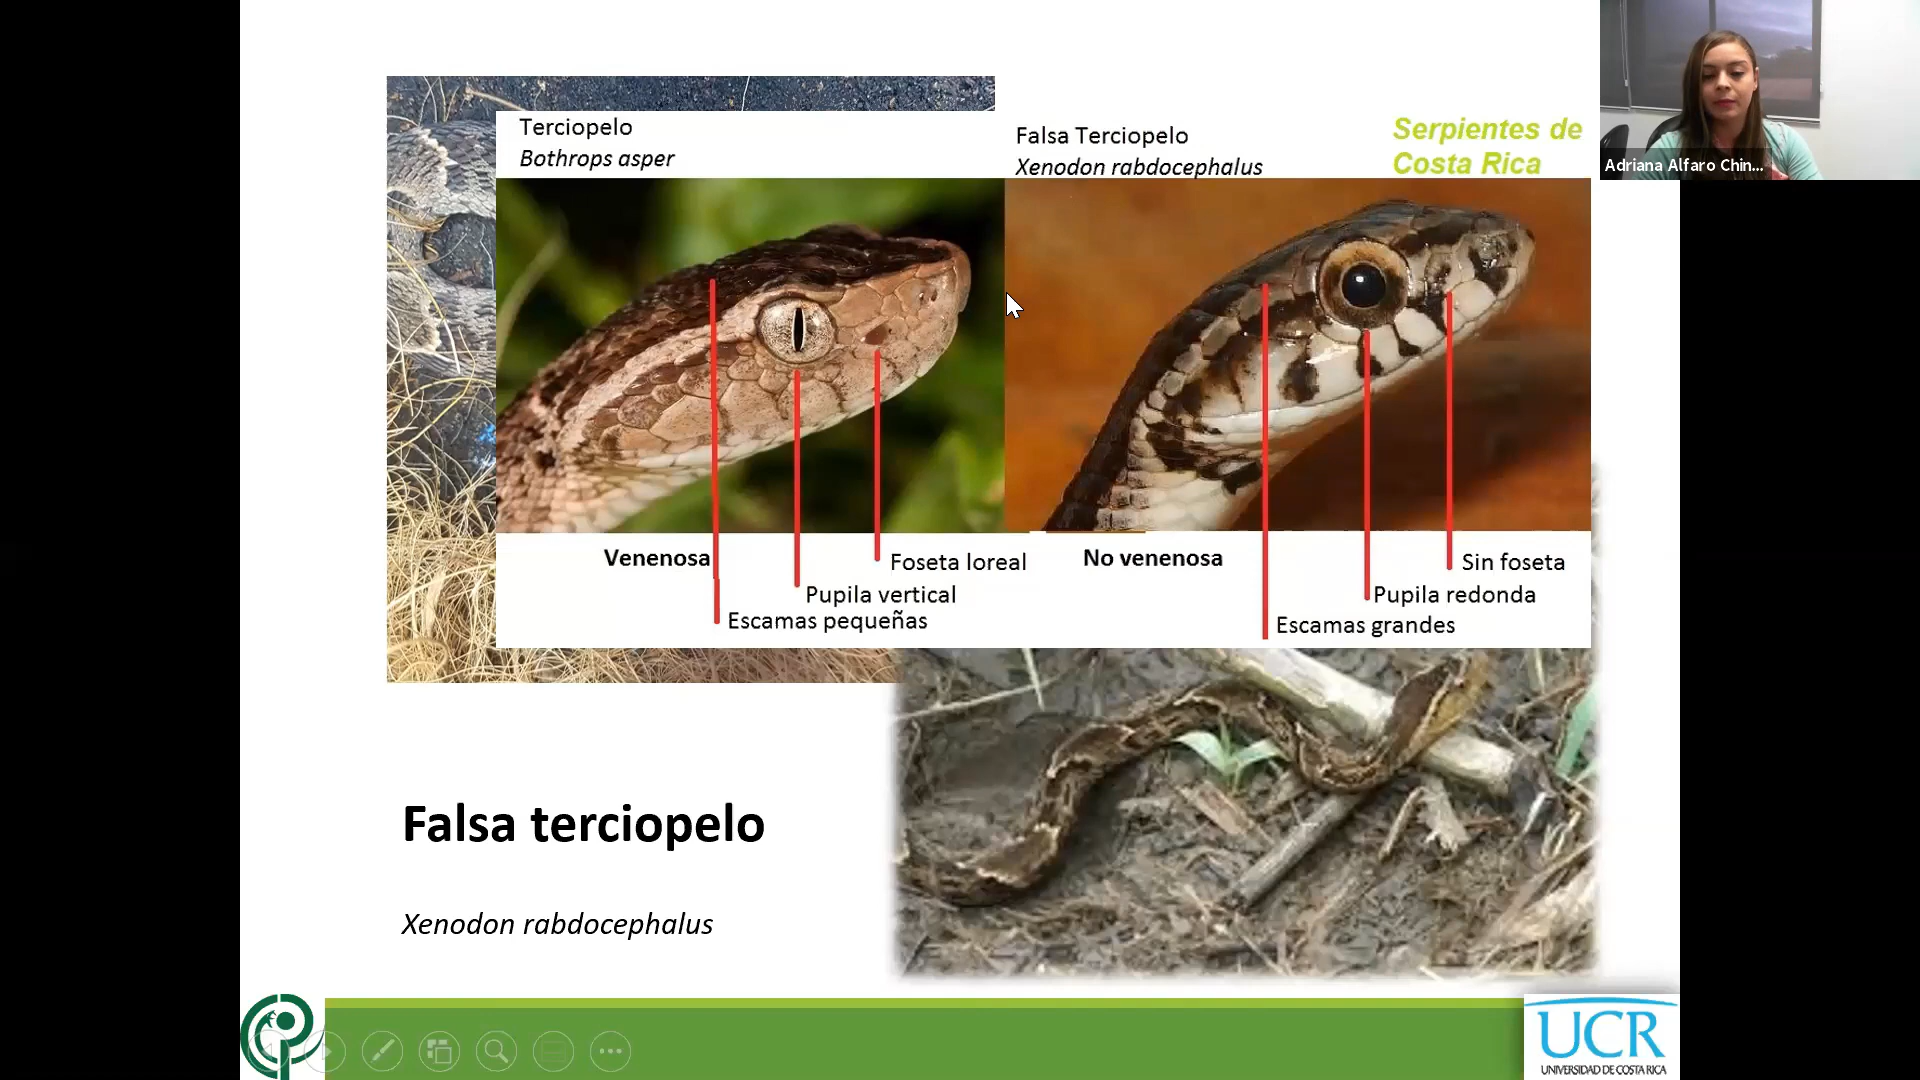 Terciopelo
Bothrops asper
Falsa Terciopelo
Xenodon rabdocephalus
Serpientes de
Costa Rica
Adriana Alfaro Chin...
Venenosa
Foseta loreal
Pupila vertical
Escamas pequeñas
No venenosa
Sin foseta
Pupila redonda
Escamas grandes
Falsa terciopelo
Xenodon rabdocephalus
UCR
UNIVERSIDAD DE COSTA RICA